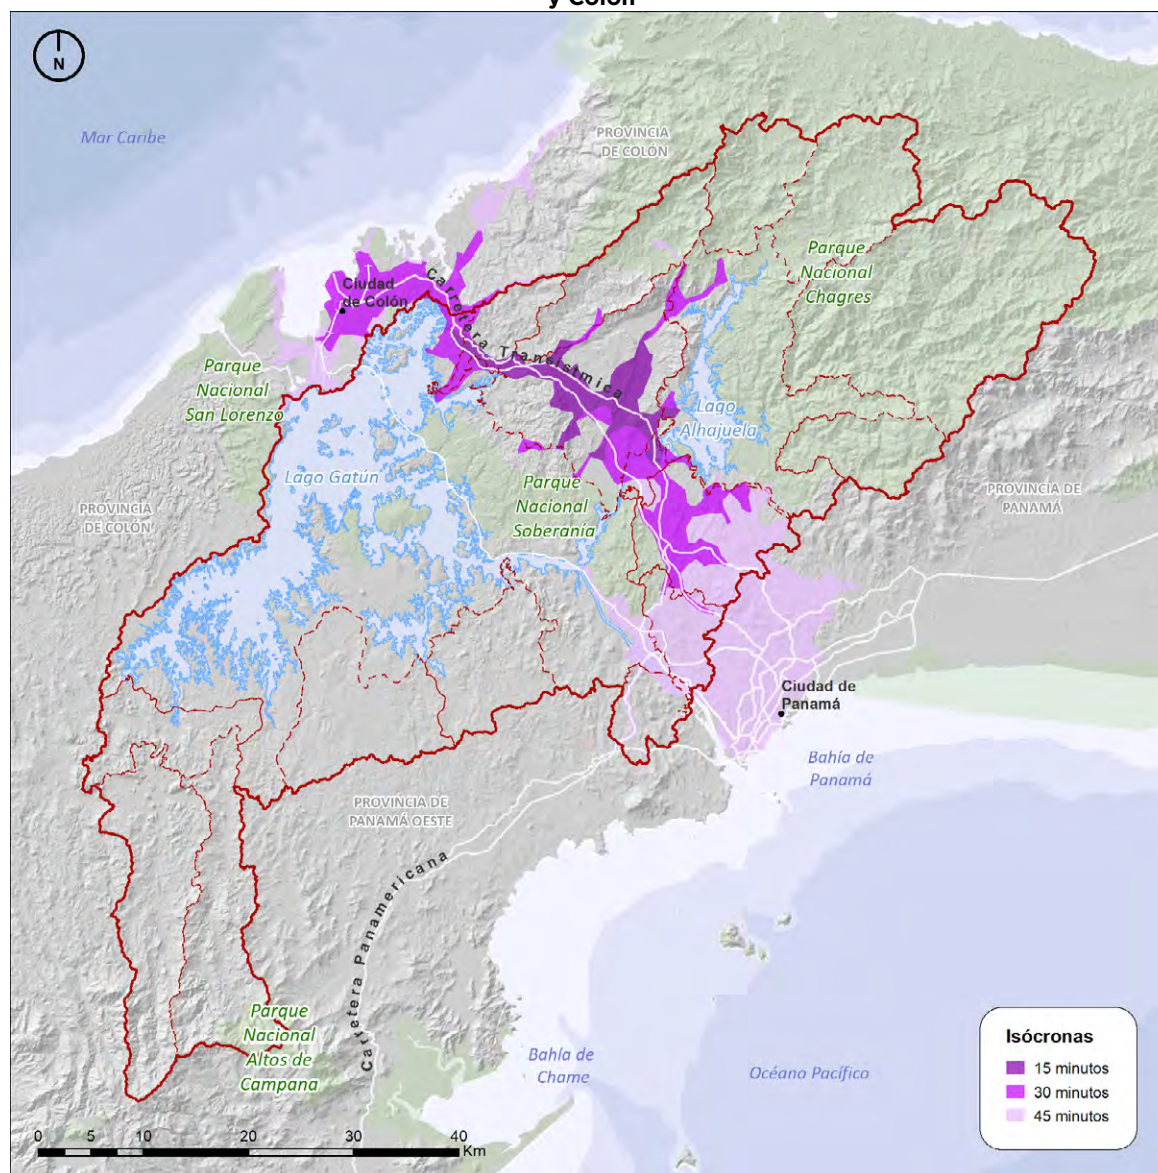 y Colón
N
Mar Caribe
PROVINCIA
DE COLÓN
Parque
Nacional
Chagres
Ciudad
de Colón
Carretera Transístmica
Parque
Nacional
San Lorenzo
Lago
Alhajuela
Lago Gatún
PROVINCIA
DE COLÓN
Parque
Nacional
Soberanía
PROVINCIA DE
PANAMÁ
Ciudad de
Panamá
Bahía de
Panamá
PROVINCIA DE
PANAMÁ OESTE
Carretera Panamericana
Parque
Nacional
Altos de
Campana
Bahía de
Chame
Océano Pacífico
Isócronas
15 minutos
30 minutos
45 minutos
0 5 10 20 30 40
Km